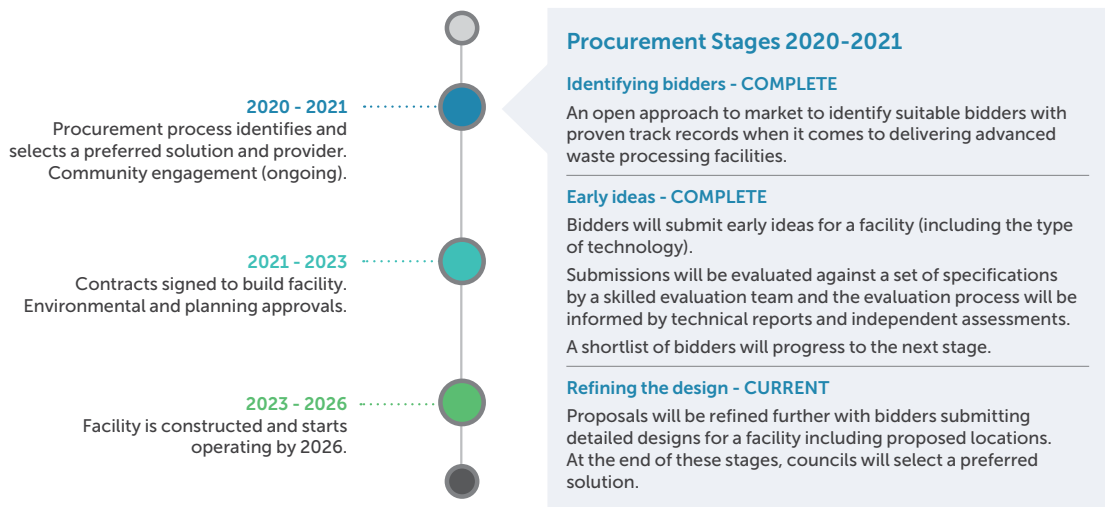 2020 - 2021
Procurement process identifies and
selects a preferred solution and provider.
Community engagement (ongoing).
2021 - 2023
Contracts signed to build facility.
Environmental and planning approvals.
2023 - 2026
Facility is constructed and starts
operating by 2026.
Procurement Stages 2020-2021
Identifying bidders - COMPLETE
An open approach to market to identify suitable bidders with
proven track records when it comes to delivering advanced
waste processing facilities.
Early ideas - COMPLETE
Bidders will submit early ideas for a facility (including the type
of technology).
Submissions will be evaluated against a set of specifications
by a skilled evaluation team and the evaluation process will be
informed by technical reports and independent assessments.
A shortlist of bidders will progress to the next stage.
Refining the design - CURRENT
Proposals will be refined further with bidders submitting
detailed designs for a facility including proposed locations.
At the end of these stages, councils will select a preferred
solution.